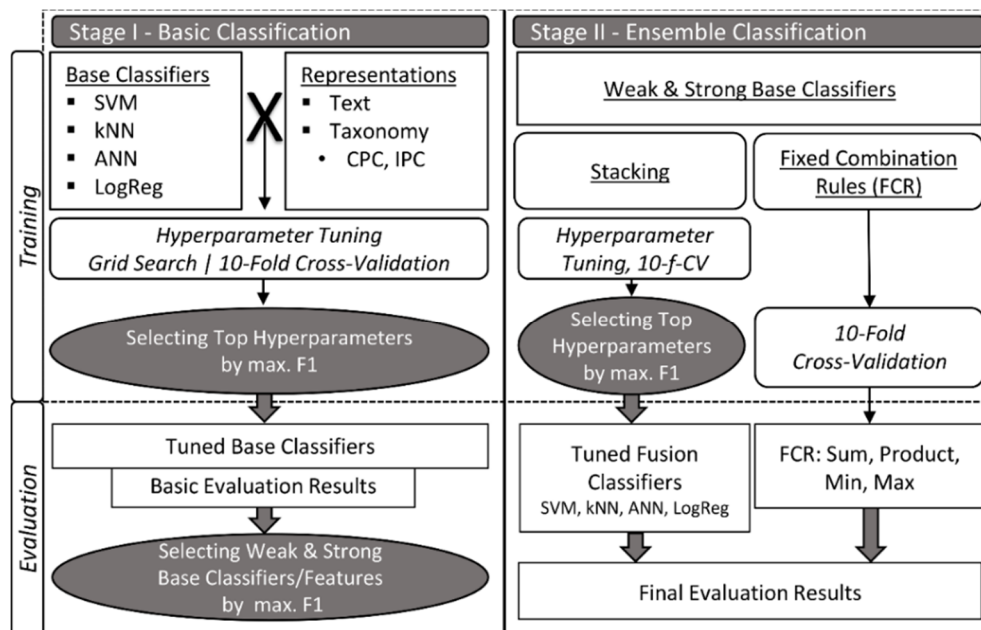 Stage I - Basic Classification
Training
Base Classifiers
▪ SVM
▪ kNN
▪ ANN
▪ LogReg
X
Representations
▪ Text
▪ Taxonomy
• CPC, IPC
Hyperparameter Tuning
Grid Search | 10-Fold Cross-Validation
Selecting Top Hyperparameters
by max. F1
Evaluation
Tuned Base Classifiers
Basic Evaluation Results
Selecting Weak & Strong
Base Classifiers/Features
by max. F1
Stage II - Ensemble Classification
Weak & Strong Base Classifiers
Stacking
Hyperparameter
Tuning, 10-f-CV
Selecting Top
Hyperparameters
by max. F1
Tuned Fusion
Classifiers
SVM, kNN, ANN, LogReg
Fixed Combination
Rules (FCR)
10-Fold
Cross-Validation
FCR: Sum, Product,
Min, Max
Final Evaluation Results